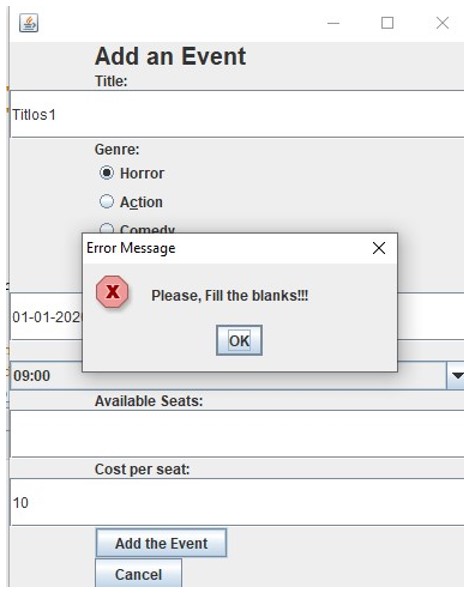 Add an Event
Title:
Titlos1
Genre:
Horror
Action
Comedy
Error Message
Please, Fill the blanks!!!
OK
01-01-202
09:00
Available Seats:
Cost per seat:
10
Add the Event
Cancel